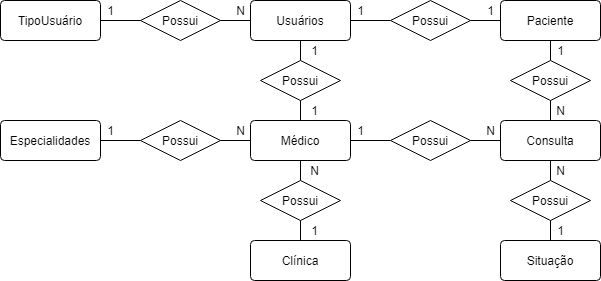 TipoUsuário 1 Possui N Usuários 1 Possui 1 Paciente
1 1
Possui Possui
1 N
Especialidades 1 Possui N Médico 1 Possui N Consulta
N N
Possui Possui
1 1
Clínica Situação